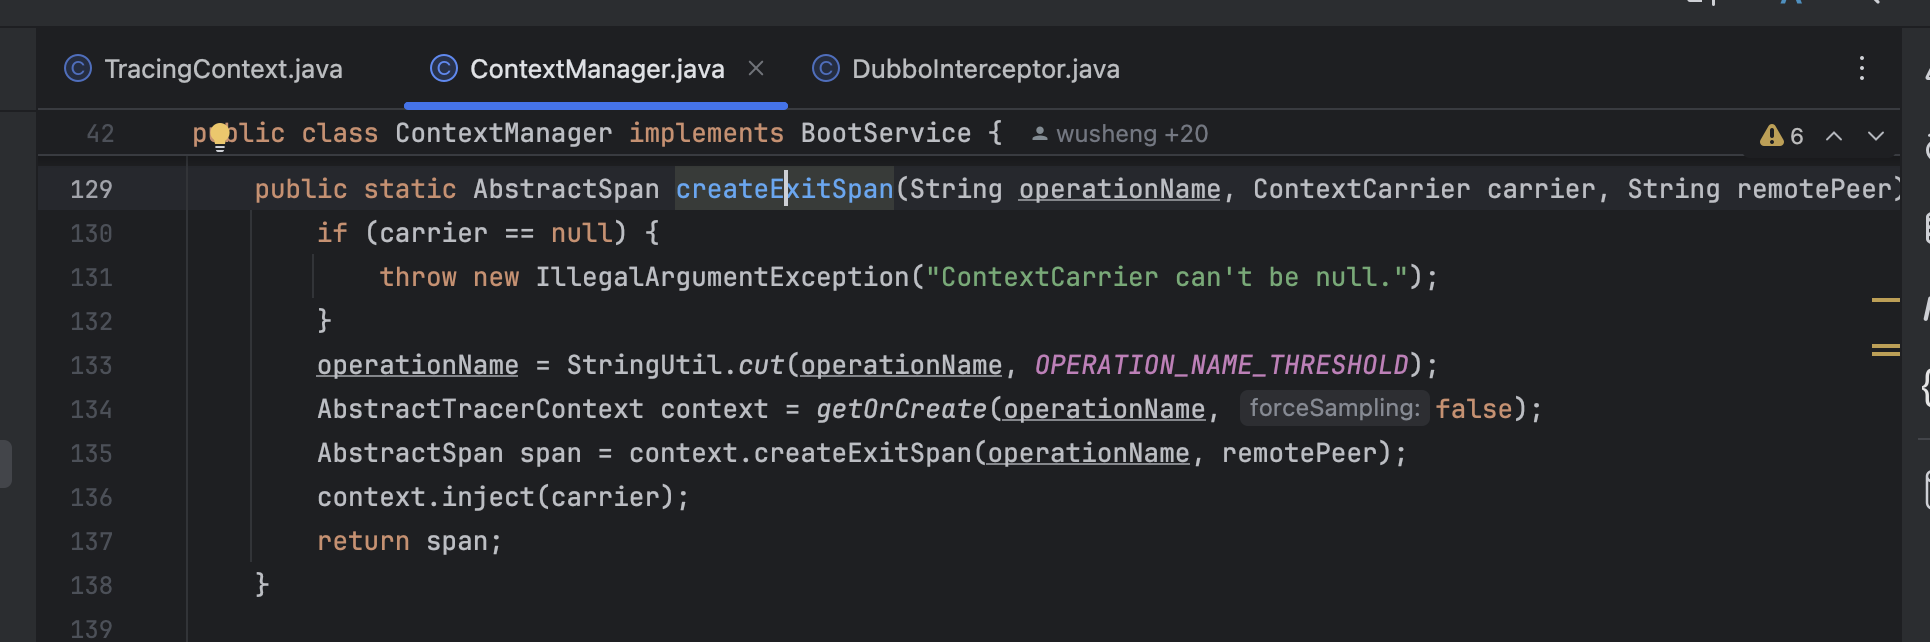 TracingContext.java ContextManager.java DubboInterceptor.java
42 public class ContextManager implements BootService { wusheng +20 6
129 public static AbstractSpan createExitSpan(String operationName, ContextCarrier carrier, String remotePeer)
130 if (carrier == null) {
131 throw new IllegalArgumentException("ContextCarrier can't be null.");
132 }
133 operationName = StringUtil.cut(operationName, OPERATION_NAME_THRESHOLD);
134 AbstractTracerContext context = getOrCreate(operationName, forceSampling: false);
135 AbstractSpan span = context.createExitSpan(operationName, remotePeer);
136 context.inject(carrier);
137 return span;
138 }
139